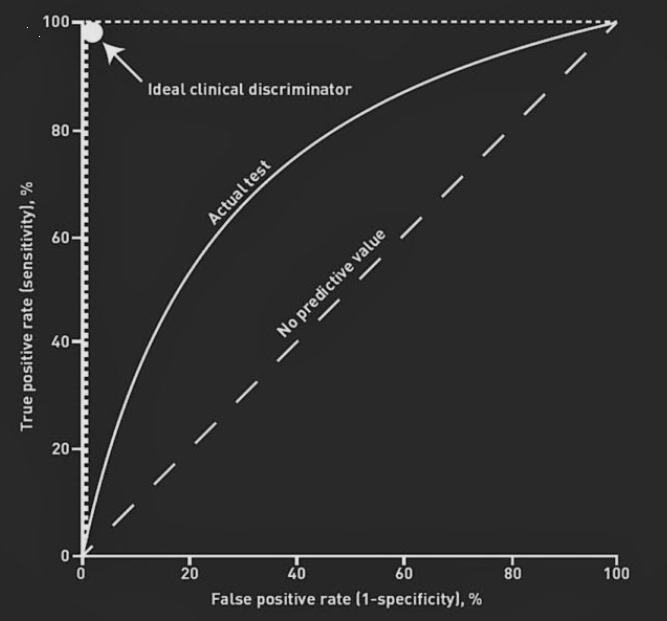 100
Ideal clinical discriminator
80
Actual test
60
No predictive value
40
20
0
True positive rate (sensitivity), %
0 20 40 60 80 100
False positive rate (1-specificity), %